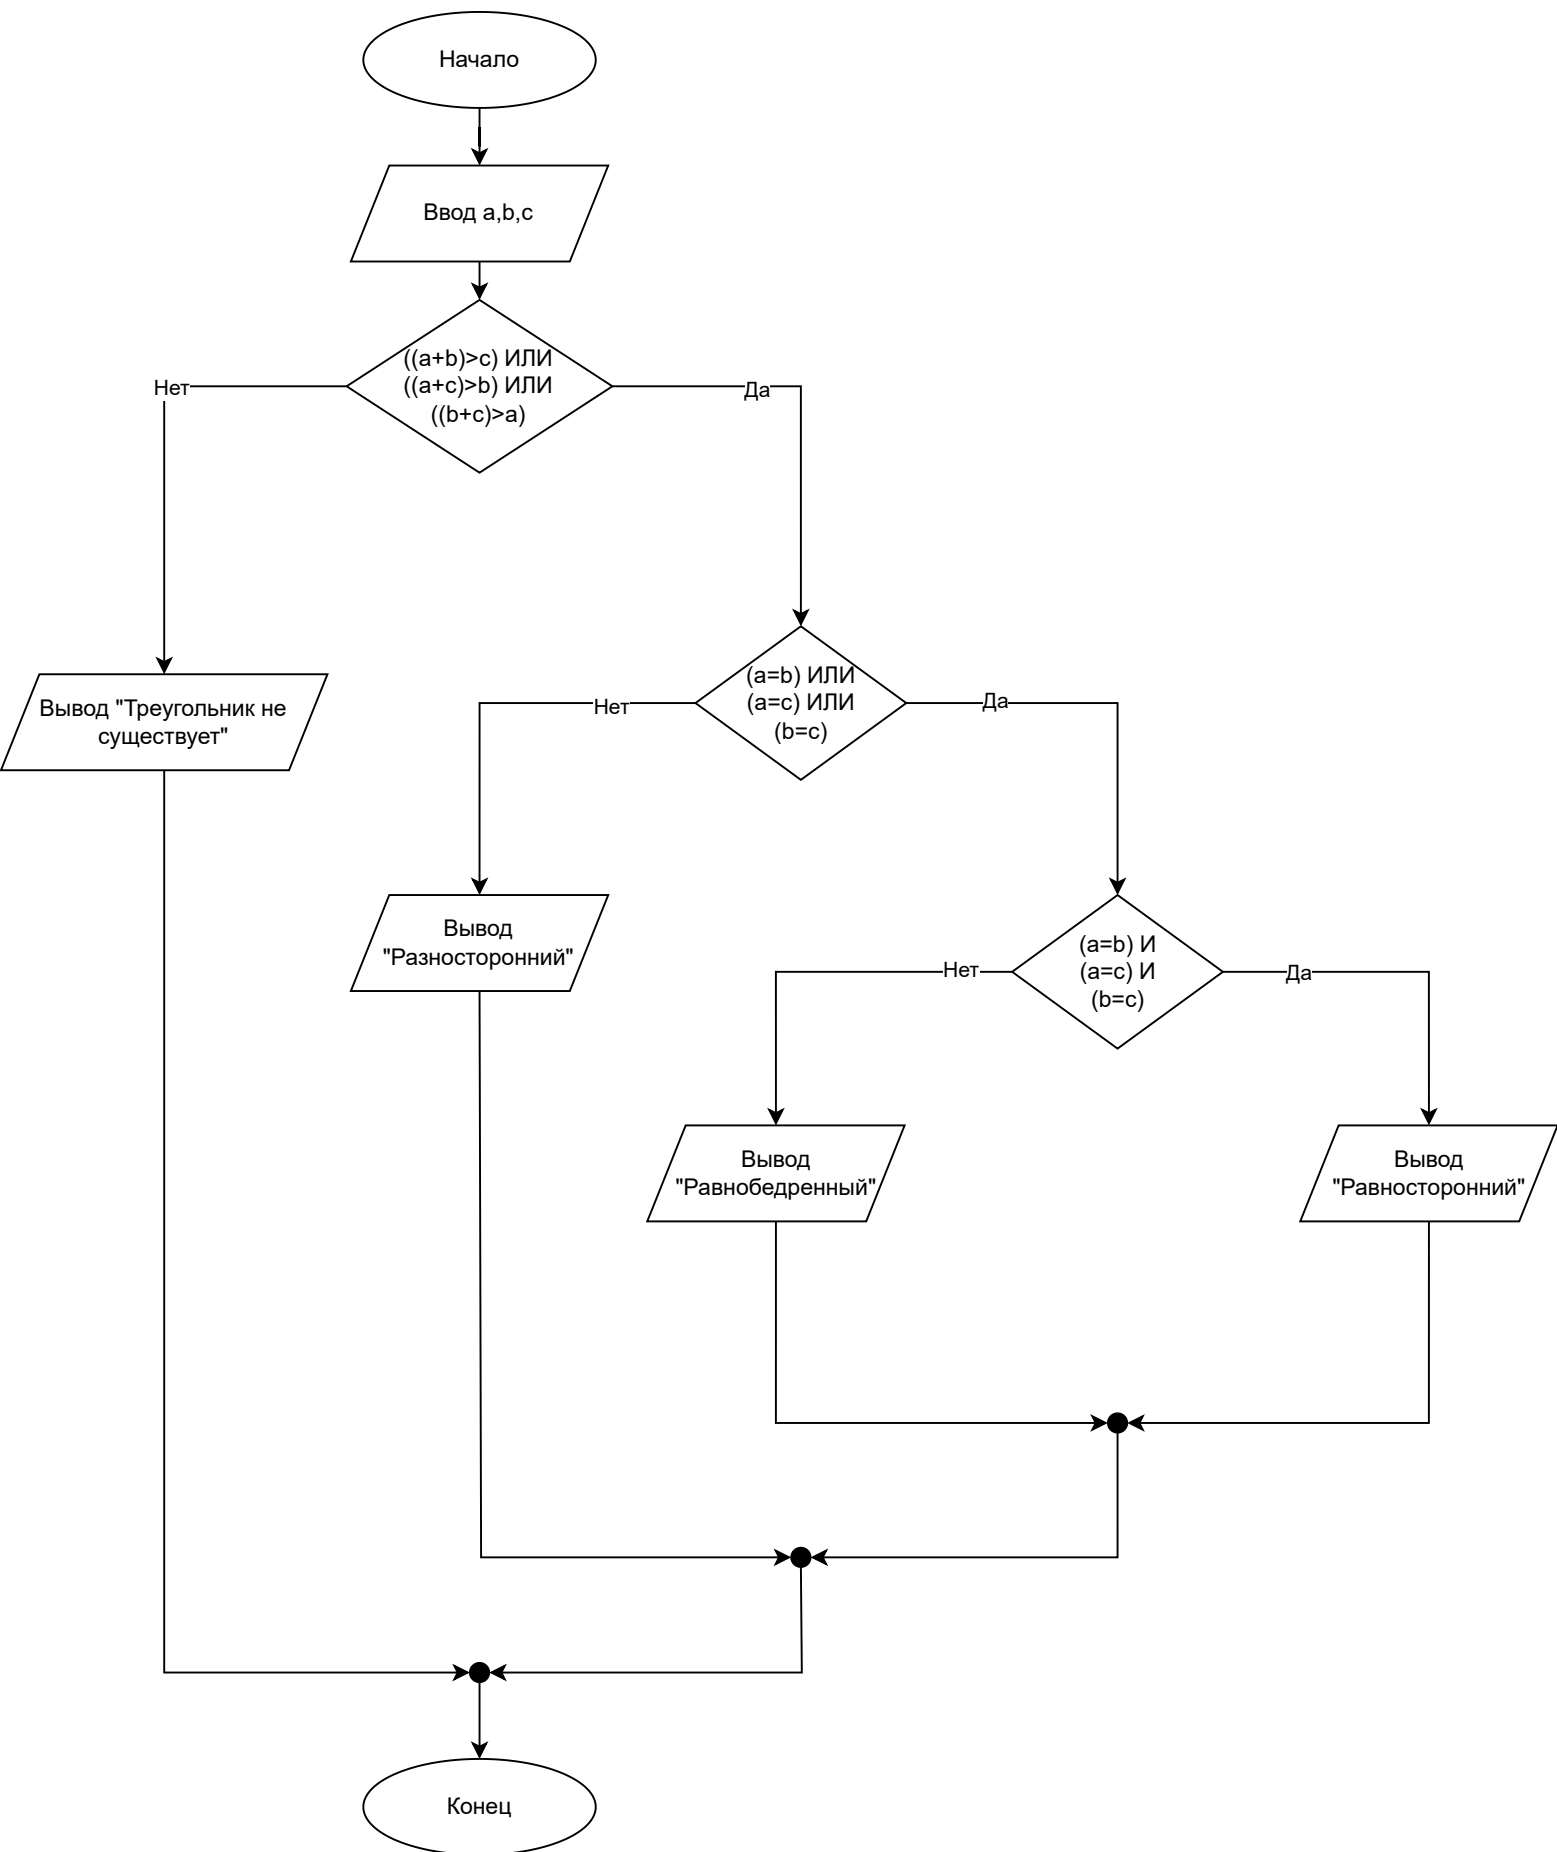 Начало
Ввод a,b,c
((a+b)>c) ИЛИ
((a+c)>b) ИЛИ
((b+c)>a)
Нет
Да
(a=b) ИЛИ
(a=c) ИЛИ
(b=c)
Нет
Да
Вывод "Треугольник не
существует"
Вывод
"Разносторонний"
(a=b) И
(a=c) И
(b=c)
Нет
Да
Вывод
"Равнобедренный"
Вывод
"Равносторонний"
Конец